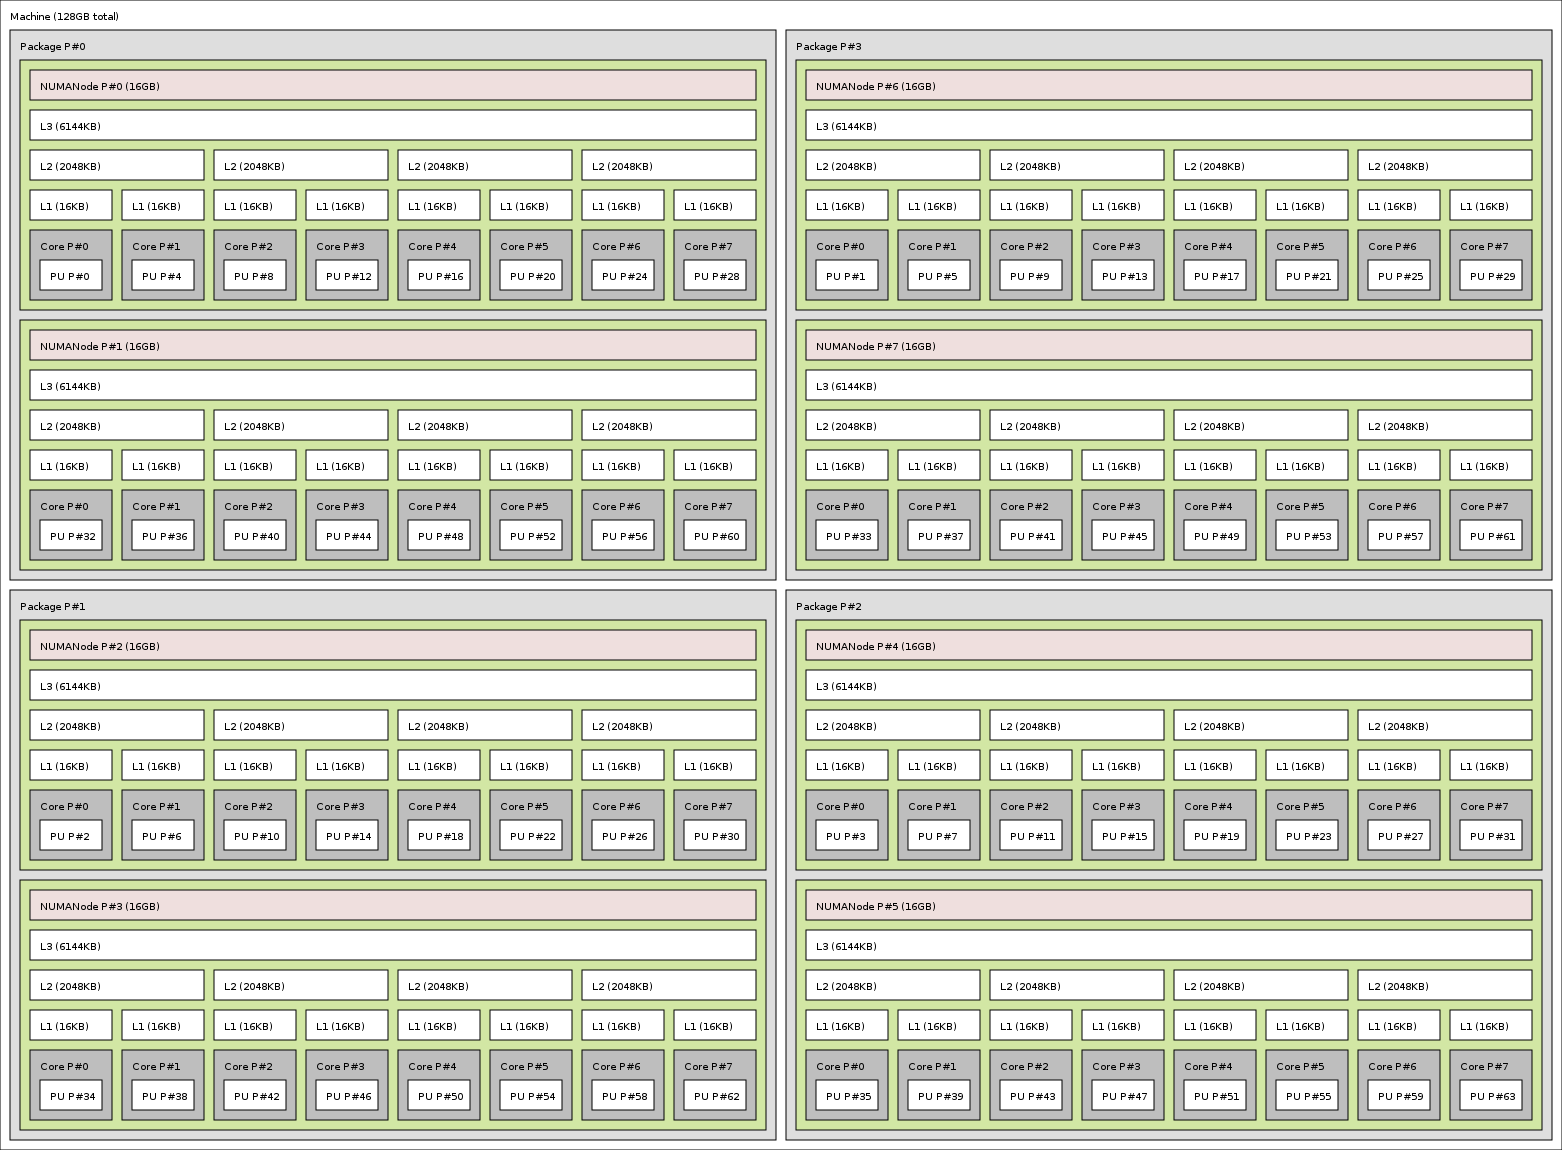 Machine (128GB total)
Package P#0
NUMANode P#0 (16GB)
L3 (6144KB)
L2 (2048KB) L2 (2048KB) L2 (2048KB) L2 (2048KB)
L1 (16KB) L1 (16KB) L1 (16KB) L1 (16KB) L1 (16KB) L1 (16KB) L1 (16KB) L1 (16KB)
Core P#0 Core P#1 Core P#2 Core P#3 Core P#4 Core P#5 Core P#6 Core P#7
PU P#0 PU P#4 PU P#8 PU P#12 PU P#16 PU P#20 PU P#24 PU P#28
NUMANode P#1 (16GB)
L3 (6144KB)
L2 (2048KB) L2 (2048KB) L2 (2048KB) L2 (2048KB)
L1 (16KB) L1 (16KB) L1 (16KB) L1 (16KB) L1 (16KB) L1 (16KB) L1 (16KB) L1 (16KB)
Core P#0 Core P#1 Core P#2 Core P#3 Core P#4 Core P#5 Core P#6 Core P#7
PU P#32 PU P#36 PU P#40 PU P#44 PU P#48 PU P#52 PU P#56 PU P#60
Package P#3
NUMANode P#6 (16GB)
L3 (6144KB)
L2 (2048KB) L2 (2048KB) L2 (2048KB) L2 (2048KB)
L1 (16KB) L1 (16KB) L1 (16KB) L1 (16KB) L1 (16KB) L1 (16KB) L1 (16KB) L1 (16KB)
Core P#0 Core P#1 Core P#2 Core P#3 Core P#4 Core P#5 Core P#6 Core P#7
PU P#1 PU P#5 PU P#9 PU P#13 PU P#17 PU P#21 PU P#25 PU P#29
NUMANode P#7 (16GB)
L3 (6144KB)
L2 (2048KB) L2 (2048KB) L2 (2048KB) L2 (2048KB)
L1 (16KB) L1 (16KB) L1 (16KB) L1 (16KB) L1 (16KB) L1 (16KB) L1 (16KB) L1 (16KB)
Core P#0 Core P#1 Core P#2 Core P#3 Core P#4 Core P#5 Core P#6 Core P#7
PU P#33 PU P#37 PU P#41 PU P#45 PU P#49 PU P#53 PU P#57 PU P#61
Package P#1
NUMANode P#2 (16GB)
L3 (6144KB)
L2 (2048KB) L2 (2048KB) L2 (2048KB) L2 (2048KB)
L1 (16KB) L1 (16KB) L1 (16KB) L1 (16KB) L1 (16KB) L1 (16KB) L1 (16KB) L1 (16KB)
Core P#0 Core P#1 Core P#2 Core P#3 Core P#4 Core P#5 Core P#6 Core P#7
PU P#2 PU P#6 PU P#10 PU P#14 PU P#18 PU P#22 PU P#26 PU P#30
NUMANode P#3 (16GB)
L3 (6144KB)
L2 (2048KB) L2 (2048KB) L2 (2048KB) L2 (2048KB)
L1 (16KB) L1 (16KB) L1 (16KB) L1 (16KB) L1 (16KB) L1 (16KB) L1 (16KB) L1 (16KB)
Core P#0 Core P#1 Core P#2 Core P#3 Core P#4 Core P#5 Core P#6 Core P#7
PU P#34 PU P#38 PU P#42 PU P#46 PU P#50 PU P#54 PU P#58 PU P#62
Package P#2
NUMANode P#4 (16GB)
L3 (6144KB)
L2 (2048KB) L2 (2048KB) L2 (2048KB) L2 (2048KB)
L1 (16KB) L1 (16KB) L1 (16KB) L1 (16KB) L1 (16KB) L1 (16KB) L1 (16KB) L1 (16KB)
Core P#0 Core P#1 Core P#2 Core P#3 Core P#4 Core P#5 Core P#6 Core P#7
PU P#3 PU P#7 PU P#11 PU P#15 PU P#19 PU P#23 PU P#27 PU P#31
NUMANode P#5 (16GB)
L3 (6144KB)
L2 (2048KB) L2 (2048KB) L2 (2048KB) L2 (2048KB)
L1 (16KB) L1 (16KB) L1 (16KB) L1 (16KB) L1 (16KB) L1 (16KB) L1 (16KB) L1 (16KB)
Core P#0 Core P#1 Core P#2 Core P#3 Core P#4 Core P#5 Core P#6 Core P#7
PU P#35 PU P#39 PU P#43 PU P#47 PU P#51 PU P#55 PU P#59 PU P#63